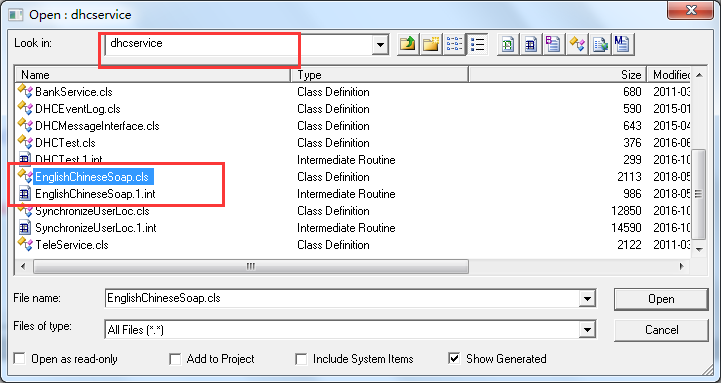 Open : dhcservice
Look in: dhcservice
Name Type Size Modified
BankService.cls Class Definition 680 2011-03
DHCEventLog.cls Class Definition 590 2015-01
DHCMessageInterface.cls Class Definition 643 2015-04
DHCTest.cls Class Definition 376 2016-06
DHCTest.1.int Intermediate Routine 299 2016-10
EnglishChineseSoap.cls Class Definition 2113 2018-05
EnglishChineseSoap.1.int Intermediate Routine 986 2018-05
SynchronizeUserLoc.cls Class Definition 12850 2016-10
SynchronizeUserLoc.1.int Intermediate Routine 14590 2016-10
TeleService.cls Class Definition 2122 2011-03
File name: EnglishChineseSoap.cls Open
Files of type: All Files (*.*) Cancel
Open as read-only Add to Project Include System Items Show Generated